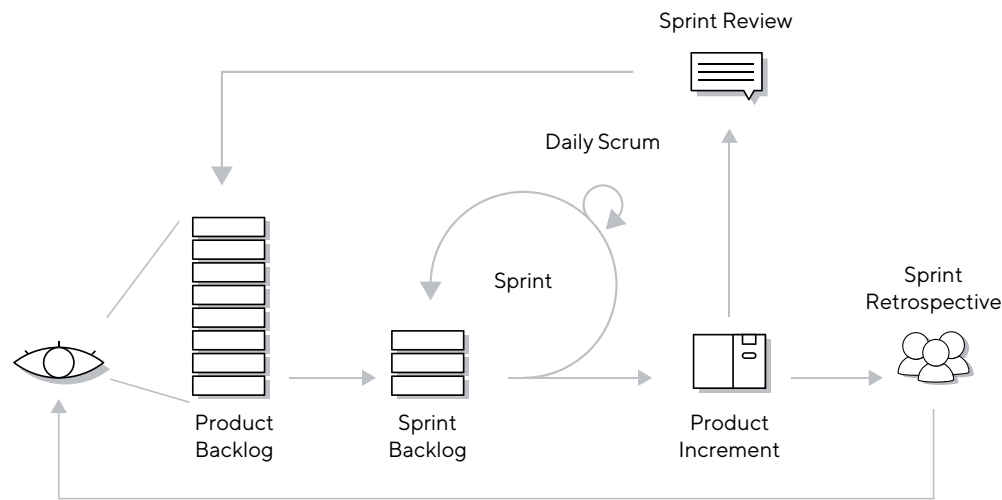 Sprint Review
Daily Scrum
Sprint
Sprint
Retrospective
Product
Backlog
Sprint
Backlog
Product
Increment